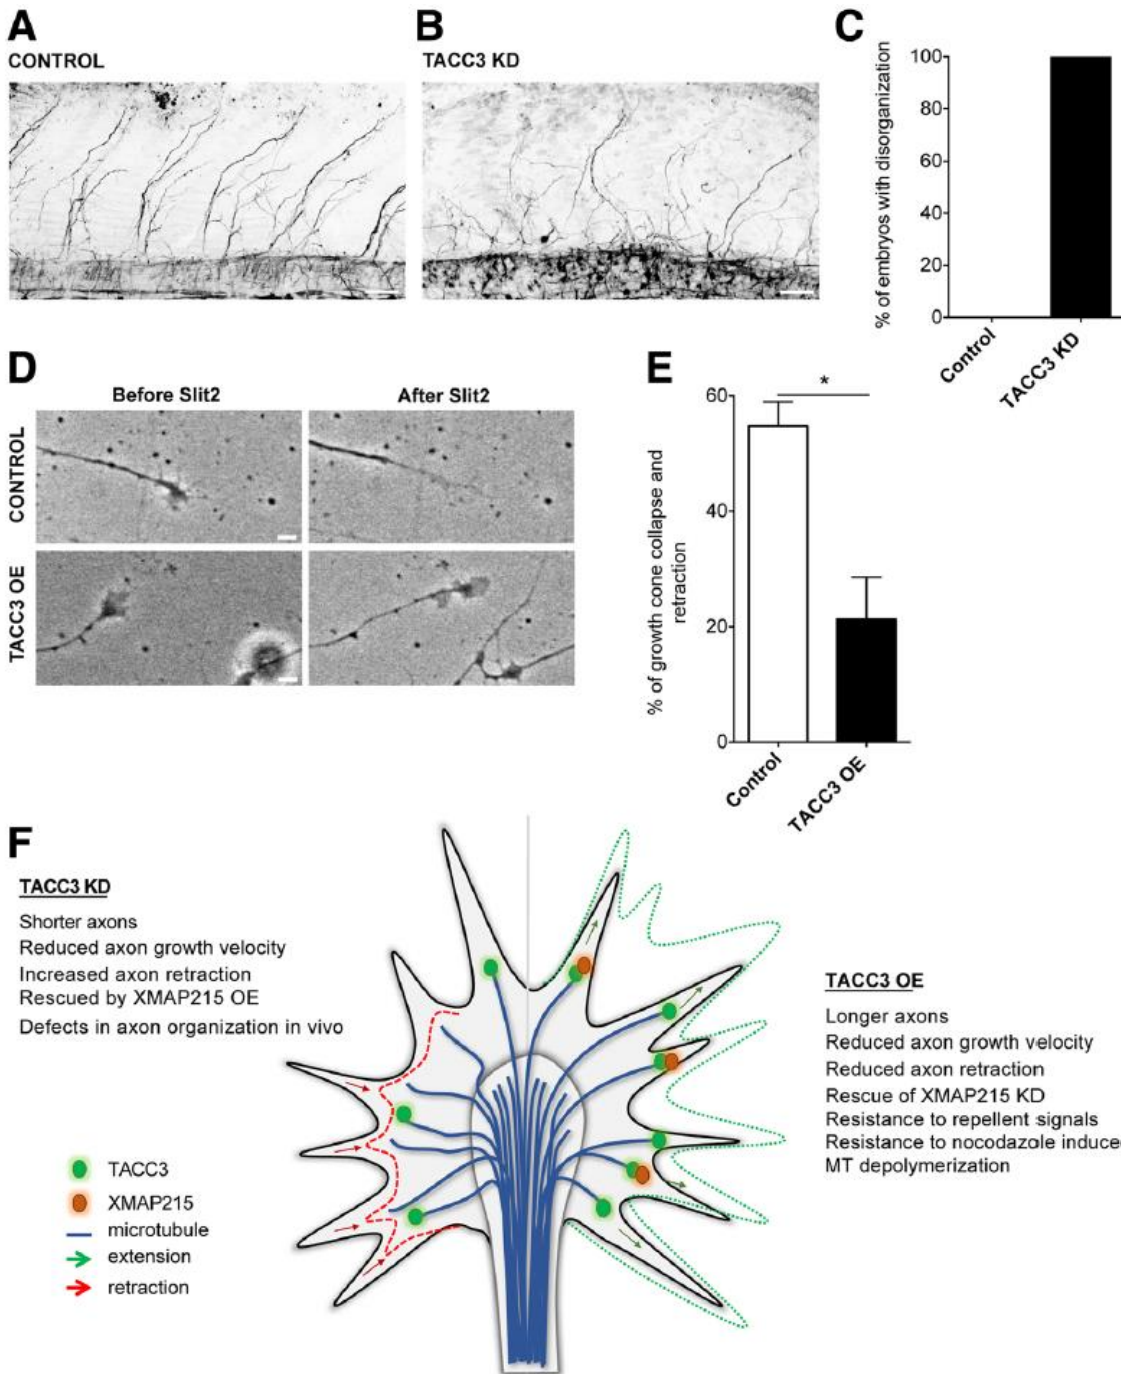 A
CONTROL
B
TACC3 KD
C
% of embryos with disorganization
100
80
60
40
20
0
Control
TACC3 KD
D
Before Slit2
After Slit2
CONTROL
TACC3 OE
E
% of growth cone collapse and
retraction
60
40
20
0
*
Control
TACC3 OE
F
TACC3 KD
Shorter axons
Reduced axon growth velocity
Increased axon retraction
Rescued by XMAP215 OE
Defects in axon organization in vivo
TACC3
XMAP215
microtubule
extension
retraction
TACC3 OE
Longer axons
Reduced axon growth velocity
Reduced axon retraction
Rescue of XMAP215 KD
Resistance to repellent signals
Resistance to nocodazole induce
MT depolymerization